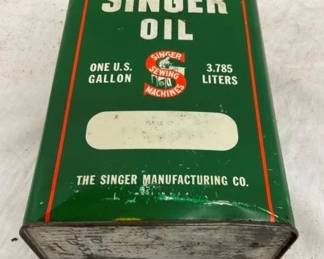 SINGER
OIL
ONE U.S.
GALLON
SINGER
SEWING
MACHINES
3.785
LITERS
THE SINGER MANUFACTURING CO.